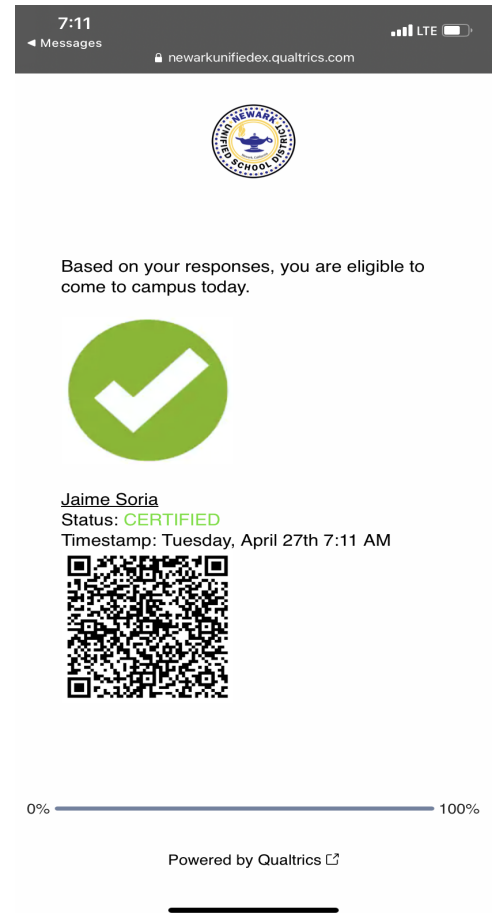 7:11
LTE
◀ Messages
newarkunifiedex.qualtrics.com
NEWARK
UNIFIED SCHOOL DISTRICT
Based on your responses, you are eligible to
come to campus today.
Jaime Soria
Status: CERTIFIED
Timestamp: Tuesday, April 27th 7:11 AM
0%
100%
Powered by Qualtrics